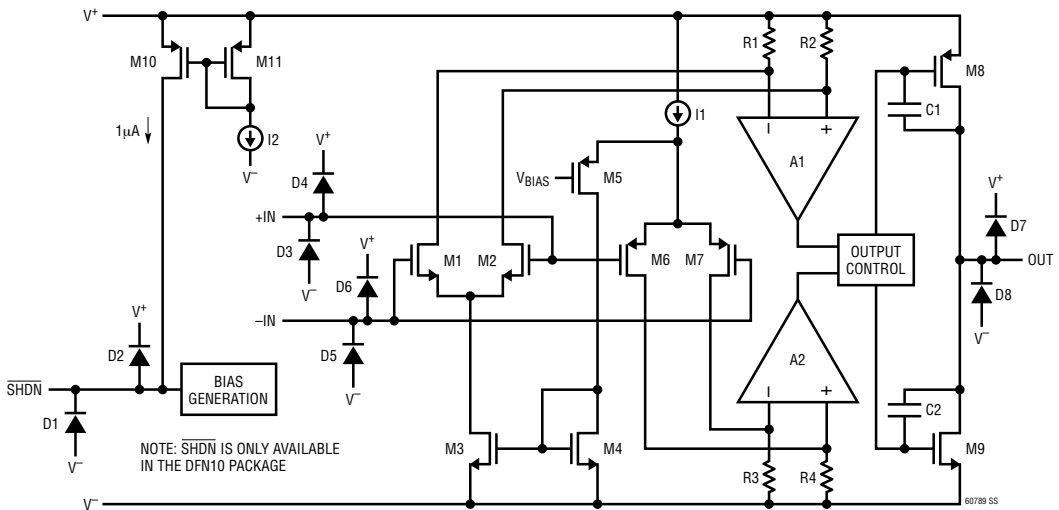 V+
R1
R2
M10
M11
M8
1µA
I2
I1
C1
V+
V–
A1
D4
VBIAS
M5
V+
+IN
D7
V+
D3
M1
M2
M6
M7
OUTPUT
CONTROL
OUT
D6
V–
D8
V+
–IN
V–
D2
D5
A2
SHDN
BIAS
GENERATION
V–
C2
D1
NOTE: SHDN IS ONLY AVAILABLE
IN THE DFN10 PACKAGE
M3
M4
M9
V–
R3
R4
V–
60789 SS